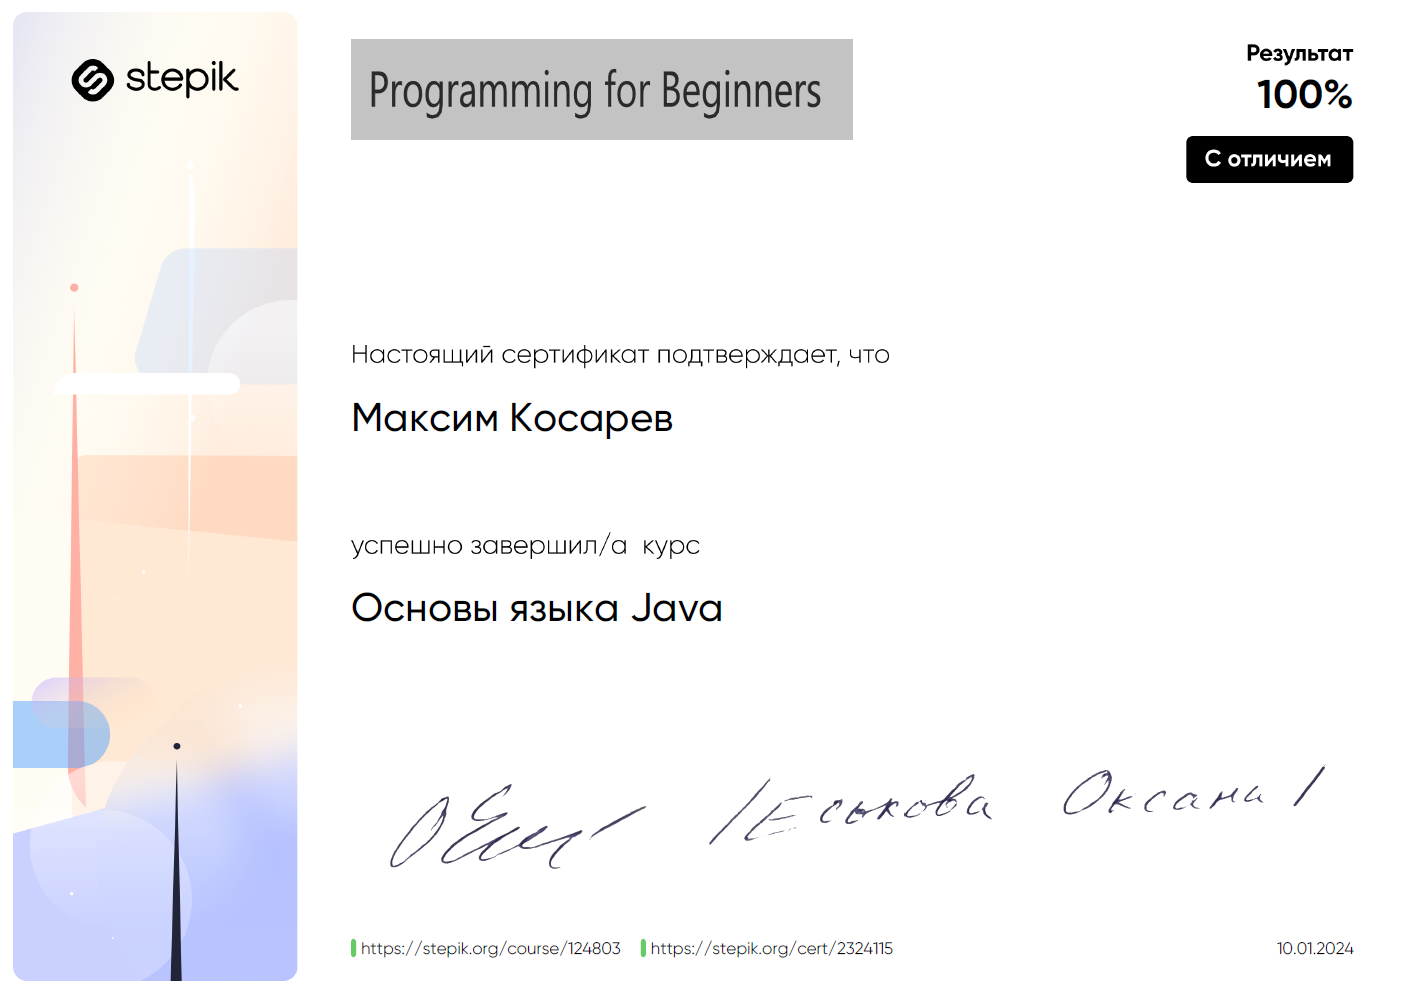 stepik
Programming for Beginners
Результат
100%
С отличием
Настоящий сертификат подтверждает, что
Максим Косарев
успешно завершил/а курс
Основы языка Java
/Еськова Оксана/
https://stepik.org/course/124803 https://stepik.org/cert/2324115
10.01.2024